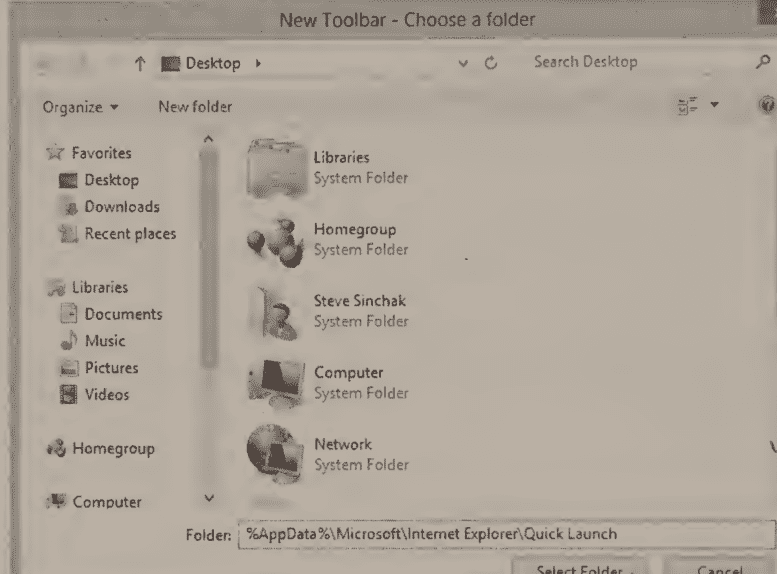 New Toolbar - Choose a folder
Desktop
Search Desktop
Organize
New folder
Favorites
Desktop
Downloads
Recent places
Libraries
Documents
Music
Pictures
Videos
Homegroup
Computer
Libraries
System Folder
Homegroup
System Folder
Steve Sinchak
System Folder
Computer
System Folder
Network
System Folder
Folder: %AppData%\Microsoft\Internet Explorer\Quick Launch
Select Folder
Cancel